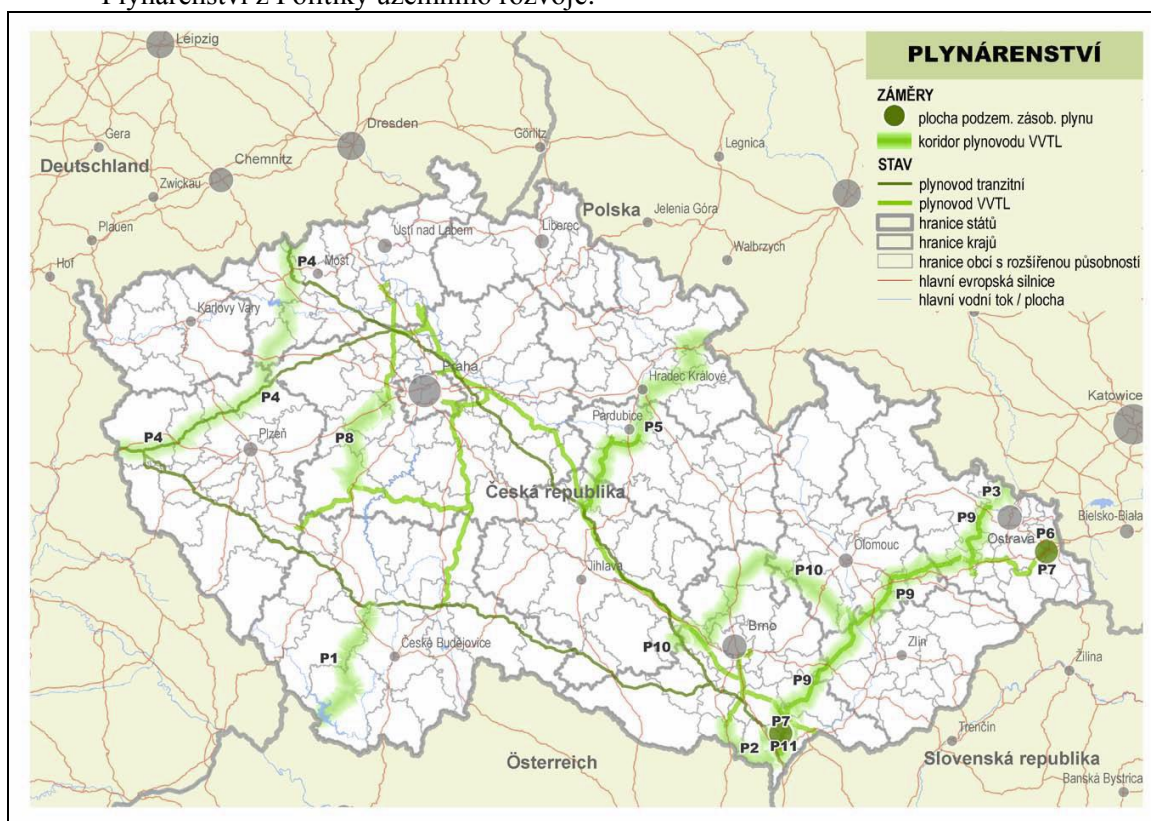 Plynárenství z Politiky územního rozvoje:
PLYNÁRENSTVÍ
ZÁMĚRY
plocha podzem. zásob. plynu
koridor plynovodu VVTL
STAV
plynovod tranzitní
plynovod VVTL
hranice států
hranice krajů
hranice obcí s rozšířenou působností
hlavní evropská silnice
hlavní vodní tok / plocha
Leipzig
Dresden
Görlitz
Legnica
Gera
Deutschland
Chemnitz
Zwickau
Polska
Jelenia Góra
Plauen
Ústí nad Labem
Liberec
Wałbrzych
Hof
P4
Most
Karlovy Vary
Praha
Hradec Králové
Katowice
P4
Pardubice
P5
P4
Plzeň
P8
Česká republika
P3
P9
Bielsko-Biała
Ostrava
P6
Olomouc
P7
Jihlava
P10
P9
P10
Brno
P1
České Budějovice
Zlín
P9
Žilina
P7
P2
P11
Trenčín
Österreich
Slovenská republika
Banská Bystrica